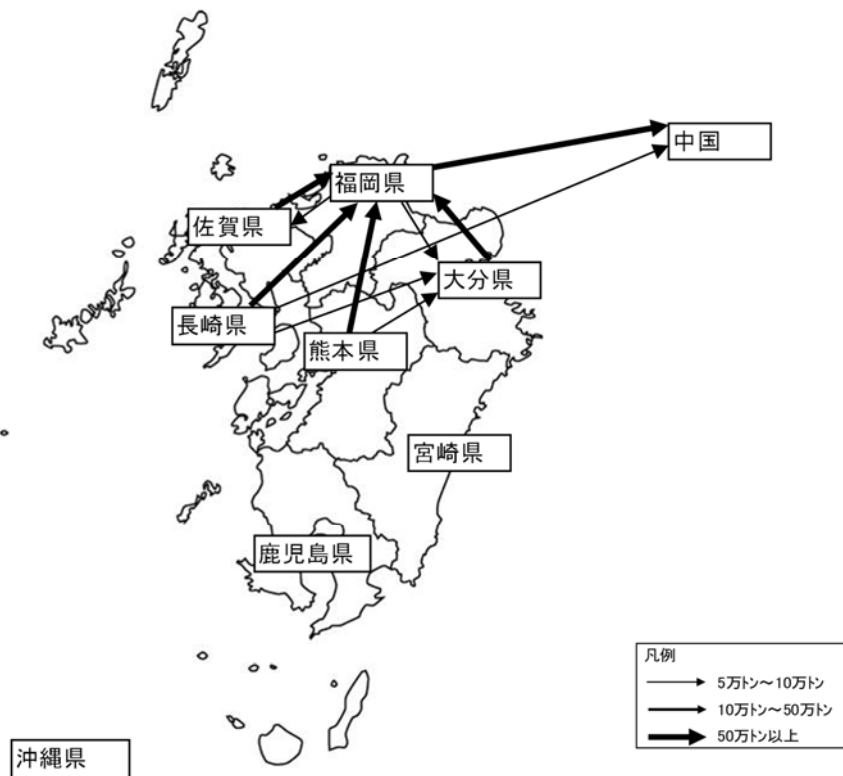 中国
福岡県
佐賀県
大分県
長崎県
熊本県
宮崎県
鹿児島県
凡例
5万トン～10万トン
10万トン～50万トン
50万トン以上
沖縄県